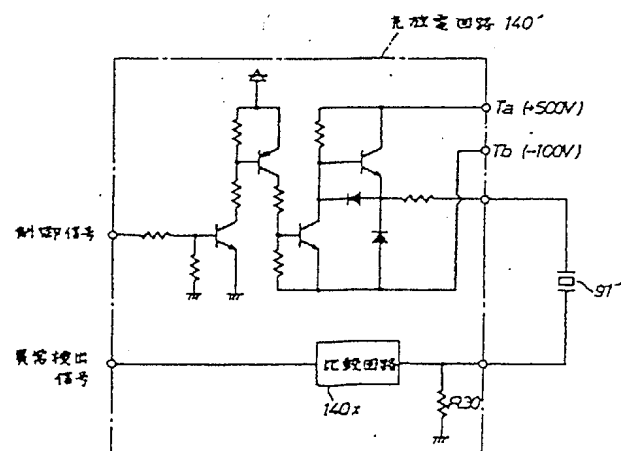 充放電回路 140'
Ta (+500V)
Tb (-100V)
制御信号
91'
異常検出
信号
比較回路
140x
R30